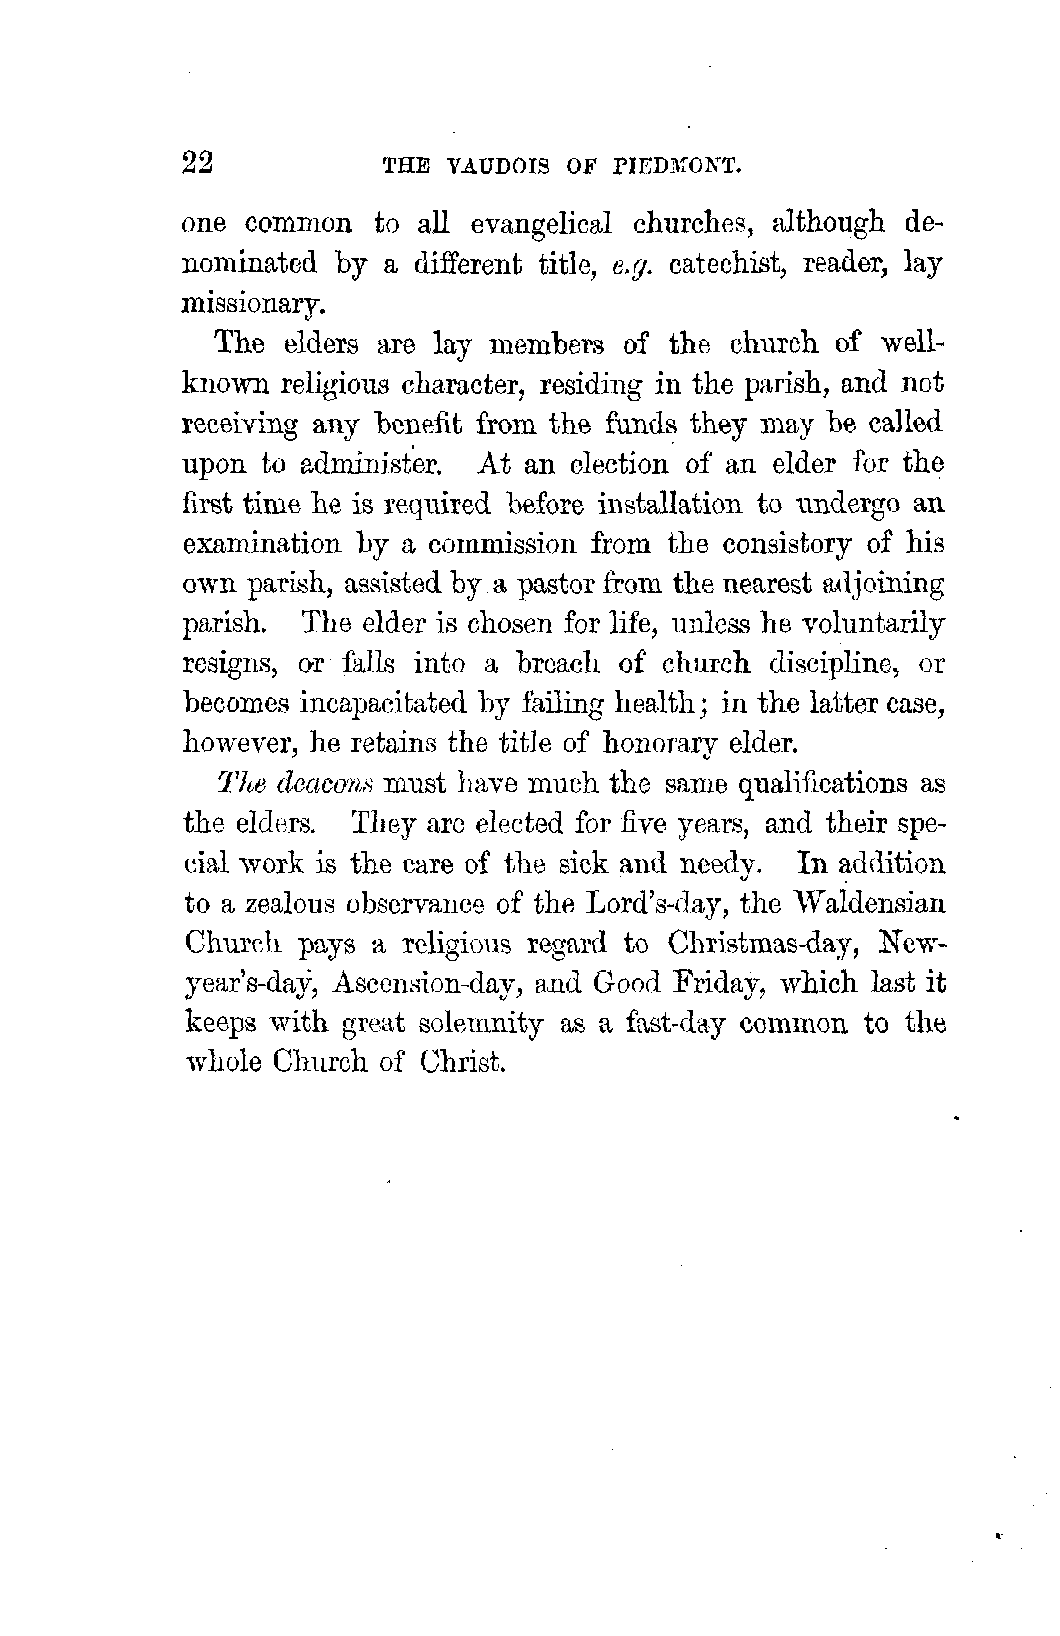 22 THE VAUDOIS OF PIEDMONT.
one common to all evangelical churches, although de-
nominated by a different title, e.g. catechist, reader, lay
missionary.
The elders are lay members of the church of well-
known religious character, residing in the parish, and not
receiving any benefit from the funds they may be called
upon to administer. At an election of an elder for the
first time he is required before installation to undergo an
examination by a commission from the consistory of his
own parish, assisted by a pastor from the nearest adjoining
parish. The elder is chosen for life, unless he voluntarily
resigns, or falls into a breach of church discipline, or
becomes incapacitated by failing health; in the latter case,
however, he retains the title of honorary elder.
The deacons must have much the same qualifications as
the elders. They are elected for five years, and their spe-
cial work is the care of the sick and needy. In addition
to a zealous observance of the Lord's-day, the Waldensian
Church pays a religious regard to Christmas-day, New-
year's-day, Ascension-day, and Good Friday, which last it
keeps with great solemnity as a fast-day common to the
whole Church of Christ.